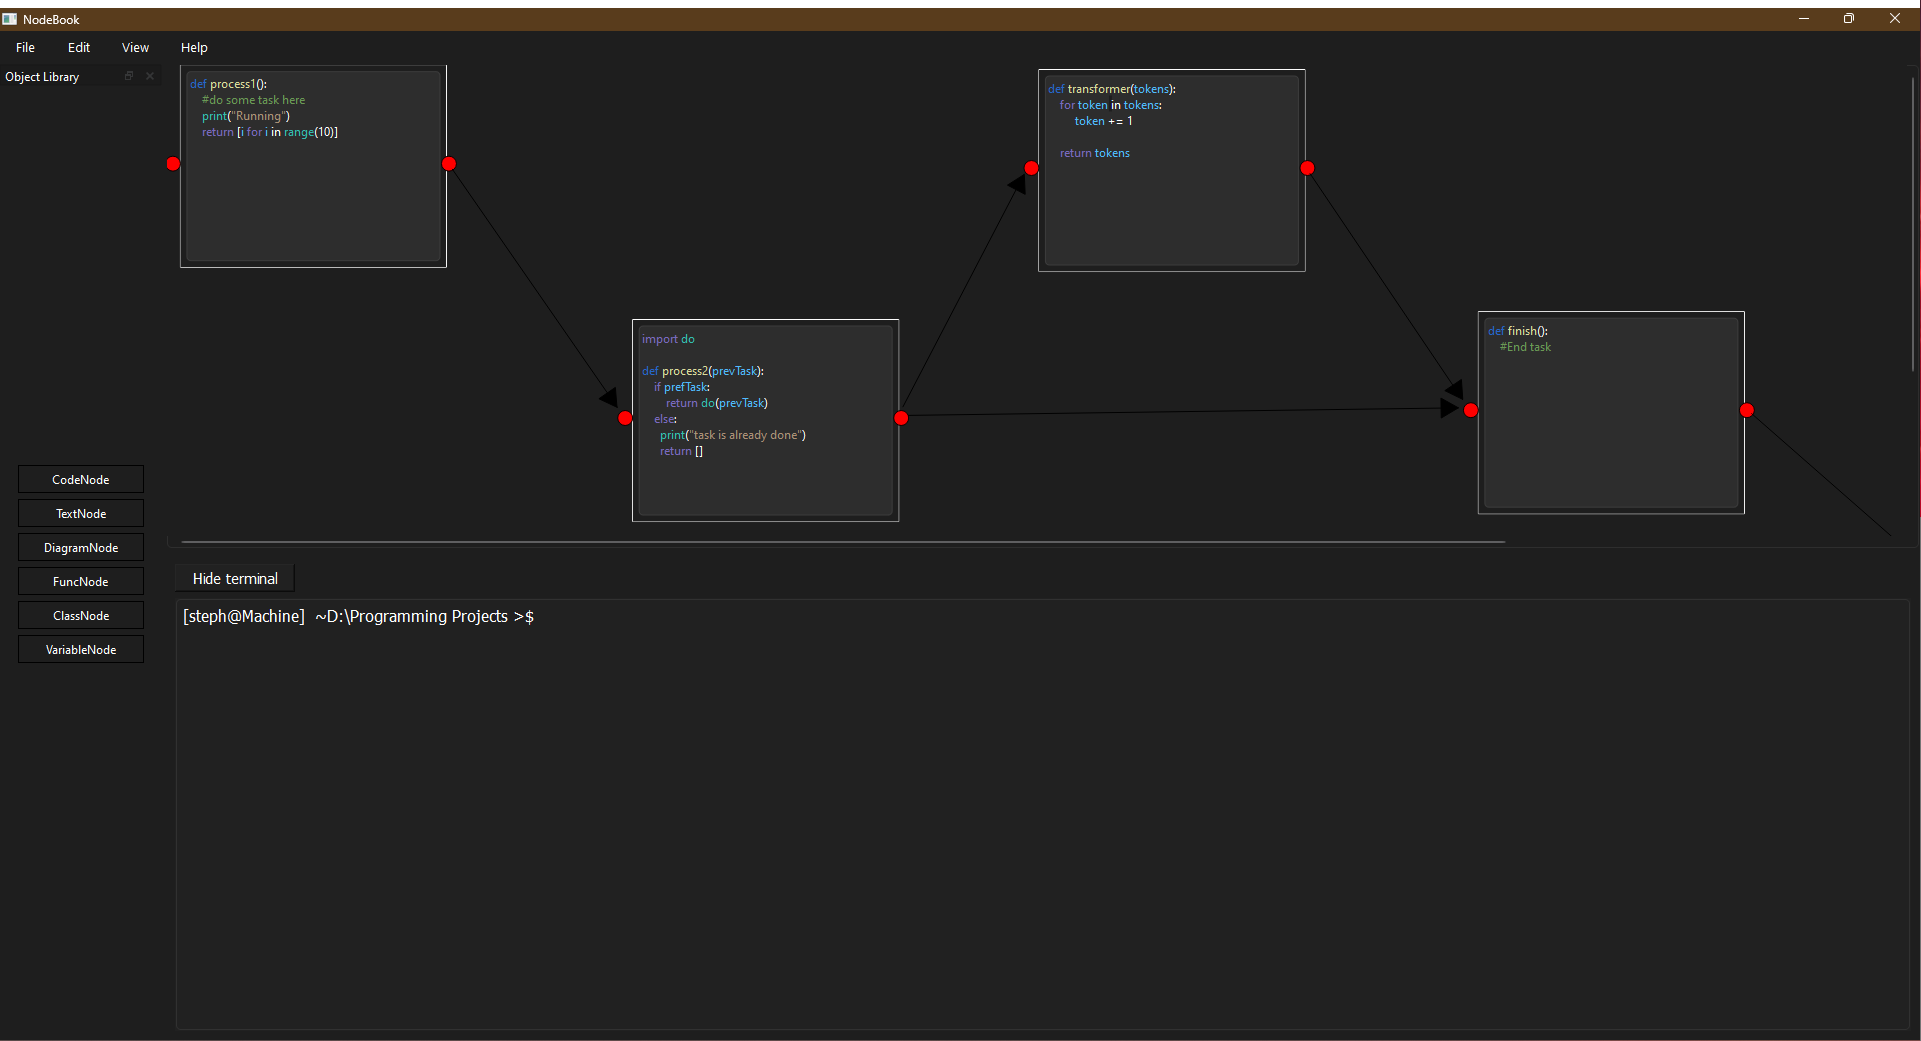 NodeBook
File Edit View Help
Object Library
def process1():
#do some task here
print("Running")
return [i for i in range(10)]
def transformer(tokens):
for token in tokens:
token += 1
return tokens
import do
def process2(prevTask):
if prefTask:
return do(prevTask)
else:
print("task is already done")
return []
def finish():
#End task
CodeNode
TextNode
DiagramNode
FuncNode
ClassNode
VariableNode
Hide terminal
[steph@Machine] ~D:\Programming Projects >$